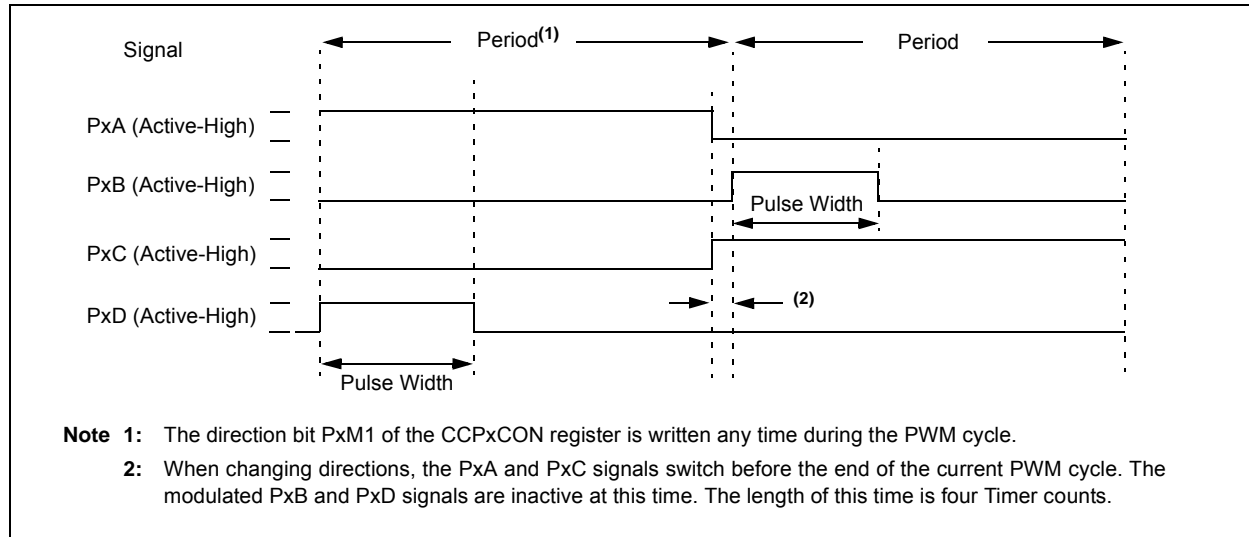 Signal
Period(1)
Period
PxA (Active-High)
PxB (Active-High)
Pulse Width
PxC (Active-High)
(2)
PxD (Active-High)
Pulse Width
Note 1: The direction bit PxM1 of the CCPxCON register is written any time during the PWM cycle.
2: When changing directions, the PxA and PxC signals switch before the end of the current PWM cycle. The
modulated PxB and PxD signals are inactive at this time. The length of this time is four Timer counts.